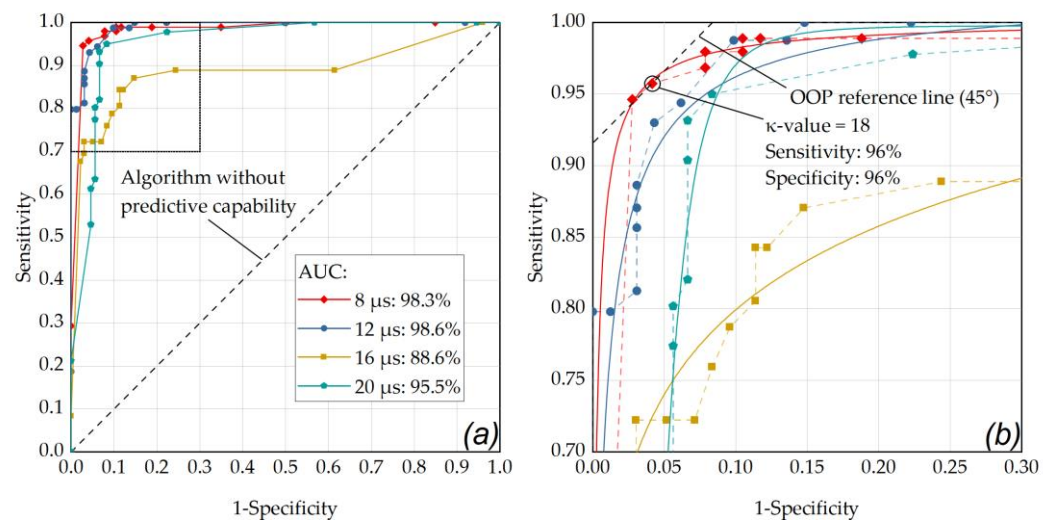 1.0
0.9
0.8
0.7
0.6
0.5
0.4
0.3
0.2
0.1
0.0
Sensitivity
Algorithm without
predictive capability
AUC:
8 µs: 98.3%
12 µs: 98.6%
16 µs: 88.6%
20 µs: 95.5%
(a)
0.0 0.1 0.2 0.3 0.4 0.5 0.6 0.7 0.8 0.9 1.0
1-Specificity
1.00
0.95
0.90
0.85
0.80
0.75
0.70
Sensitivity
OOP reference line (45°)
κ-value = 18
Sensitivity: 96%
Specificity: 96%
(b)
0.00 0.05 0.10 0.15 0.20 0.25 0.30
1-Specificity